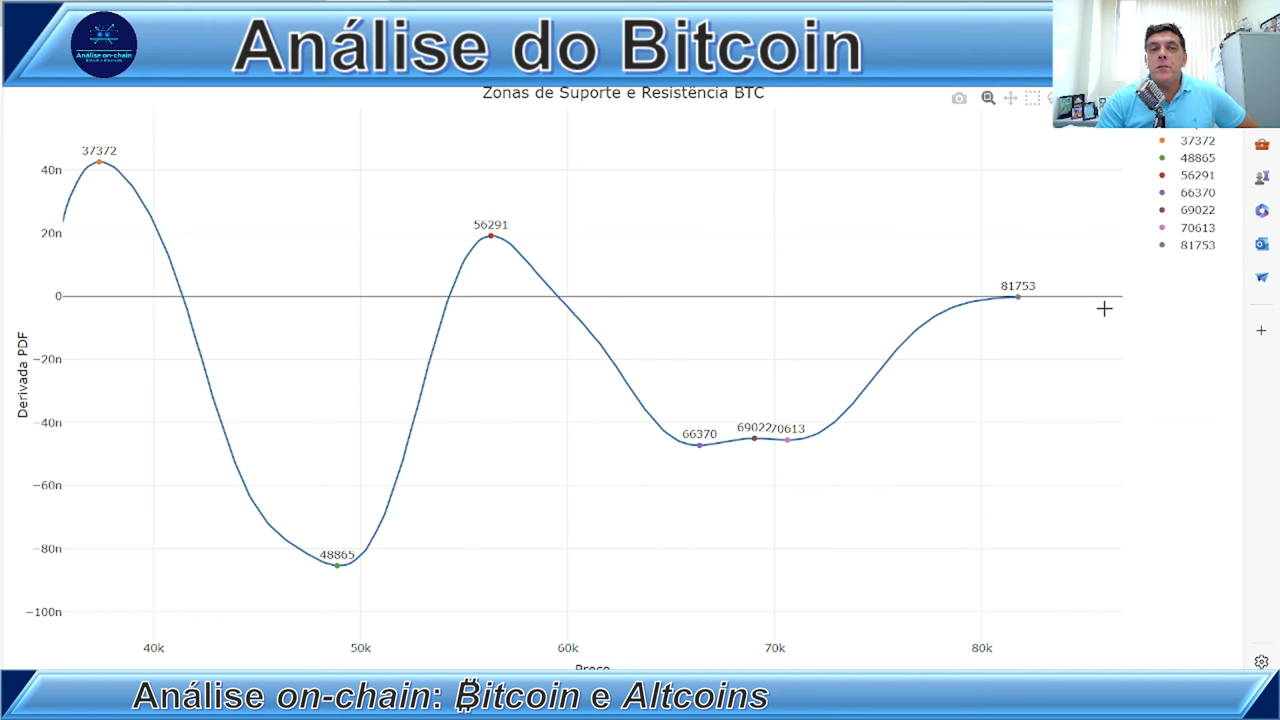 Análise do Bitcoin
Análise on-chain
Zonas de Suporte e Resistência BTC
37372
48865
56291
66370
69022
70613
81753
40n
20n
0
−20n
−40n
−60n
−80n
−100n
Derivada PDF
37372
56291
81753
66370
69022
70613
48865
40k
50k
60k
70k
80k
Preço
Análise on-chain: ₿itcoin e Altcoins